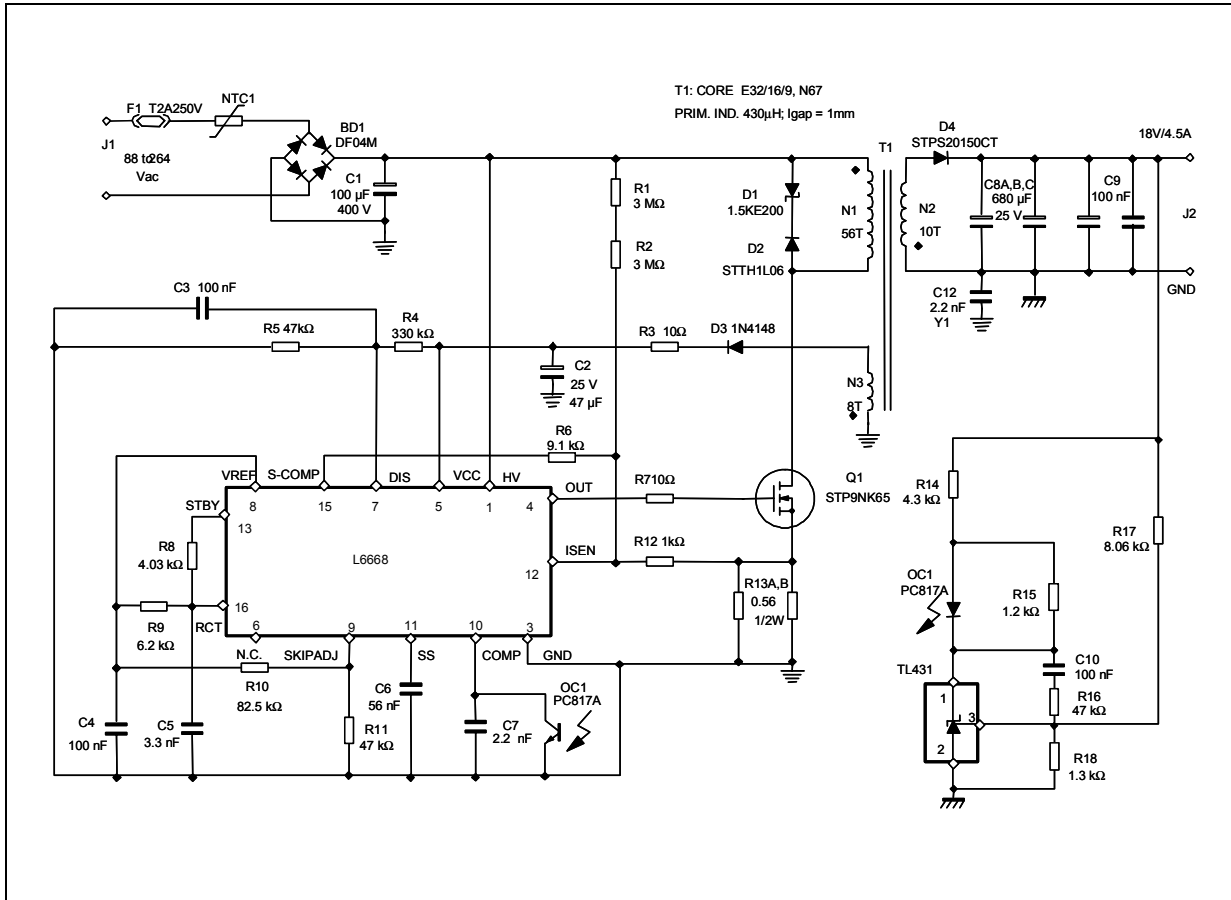 T1: CORE E32/16/9, N67
PRIM. IND. 430µH; Igap = 1mm
F1 T2A250V
NTC1
J1
88 to264
Vac
BD1
DF04M
C1
100 µF
400 V
R1
3 MΩ
R2
3 MΩ
D1
1.5KE200
D2
STTH1L06
N1
56T
T1
N2
10T
D4
STPS20150CT
18V/4.5A
C8A,B,C
680 µF
25 V
C9
100 nF
J2
GND
C12
2.2 nF
Y1
C3 100 nF
R5 47kΩ
R4
330 kΩ
R3 10Ω
D3 1N4148
C2
25 V
47 µF
N3
8T
R6
9.1 kΩ
VREF
S-COMP
DIS
VCC
HV
8
15
7
5
1
4
OUT
R710Ω
Q1
STP9NK65
STBY
13
R8
4.03 kΩ
L6668
ISEN
12
R12 1kΩ
R13A,B
0.56
1/2W
16
RCT
R9
6.2 kΩ
6
9
11
10
3
N.C.
SKIPADJ
SS
COMP
GND
R10
82.5 kΩ
C4
100 nF
C5
3.3 nF
R11
47 kΩ
C6
56 nF
C7
2.2 nF
OC1
PC817A
R14
4.3 kΩ
R17
8.06 kΩ
OC1
PC817A
R15
1.2 kΩ
C10
100 nF
TL431
1
3
2
R16
47 kΩ
R18
1.3 kΩ